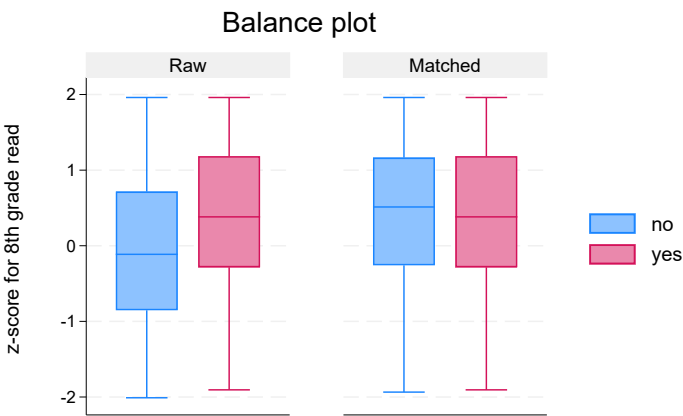 Balance plot
Raw
Matched
z-score for 8th grade read
2
1
0
-1
-2
no
yes